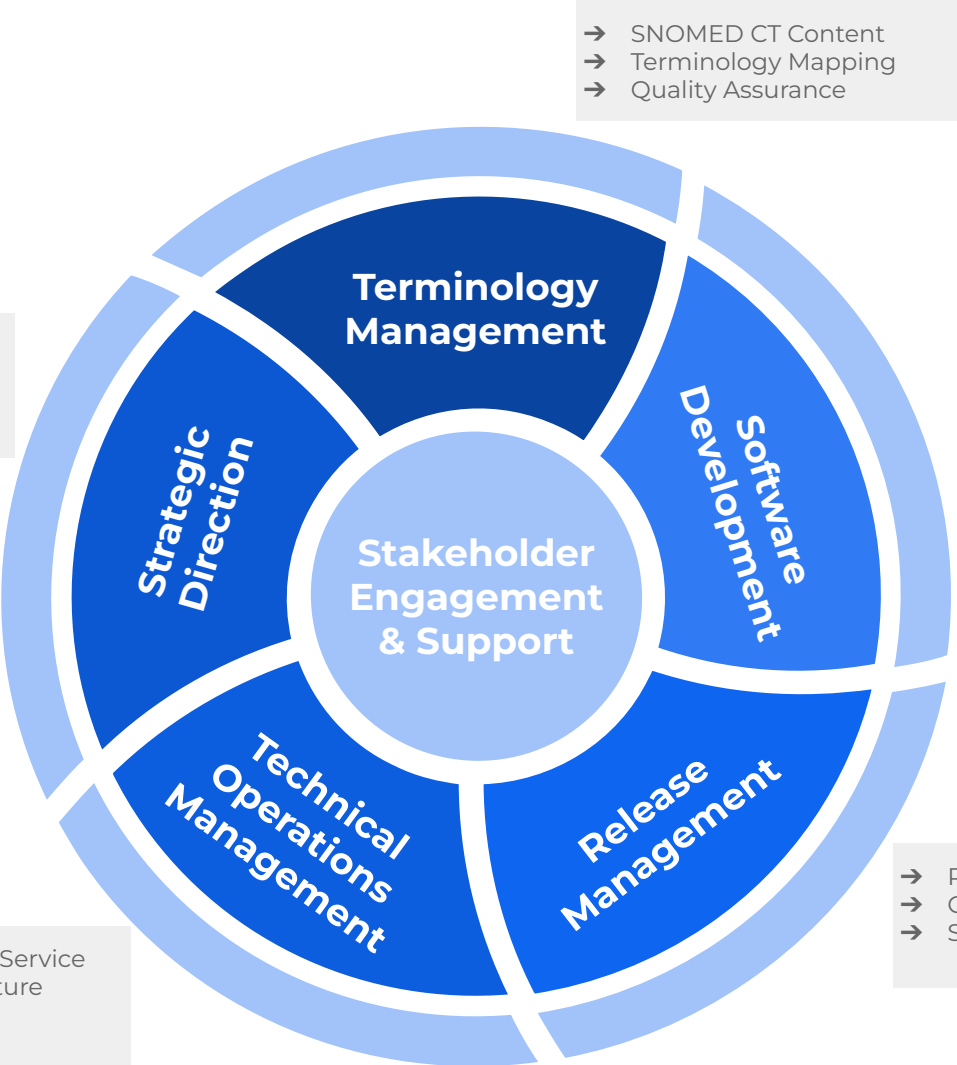 ➔ SNOMED CT Content
➔ Terminology Mapping
➔ Quality Assurance
Terminology
Management
Software
Development
Strategic
Direction
Stakeholder
Engagement
& Support
Technical
Operations
Management
Release
Management
➔
➔
➔
Service